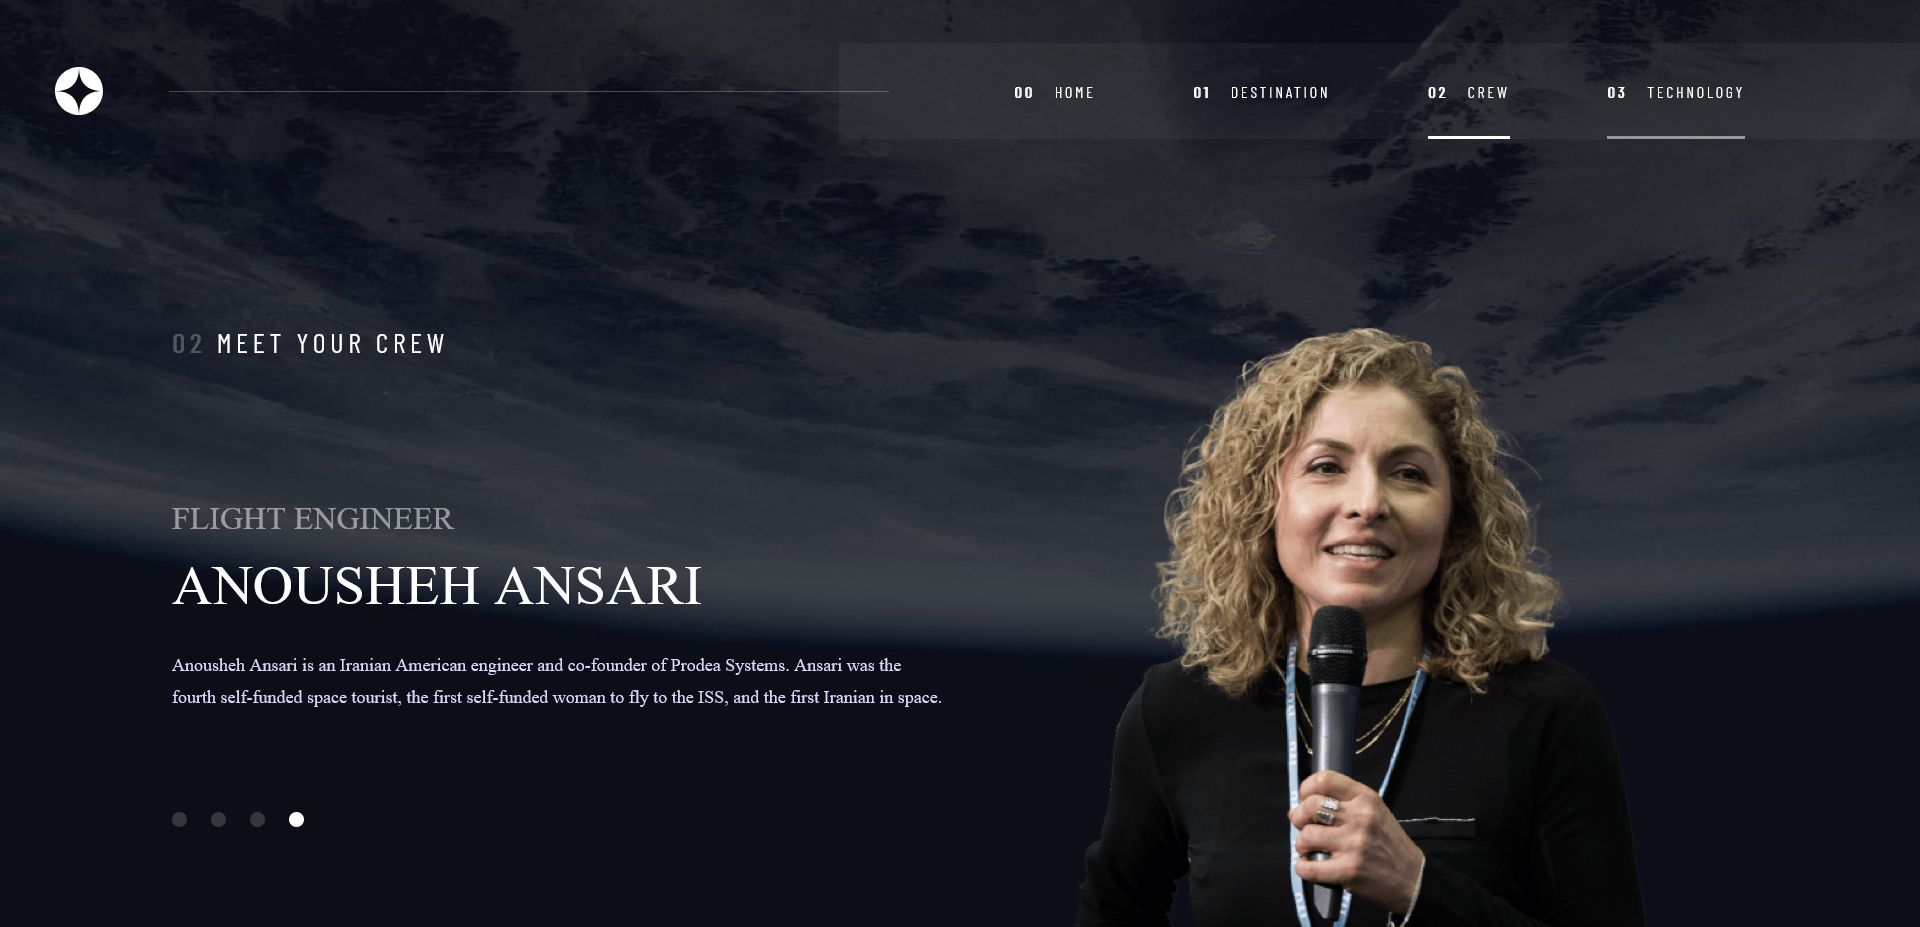 00 HOME
01 DESTINATION
02 CREW
03 TECHNOLOGY
02 MEET YOUR CREW
FLIGHT ENGINEER
ANOUSHEH ANSARI
Anousheh Ansari is an Iranian American engineer and co-founder of Prodea Systems. Ansari was the
fourth self-funded space tourist, the first self-funded woman to fly to the ISS, and the first Iranian in space.